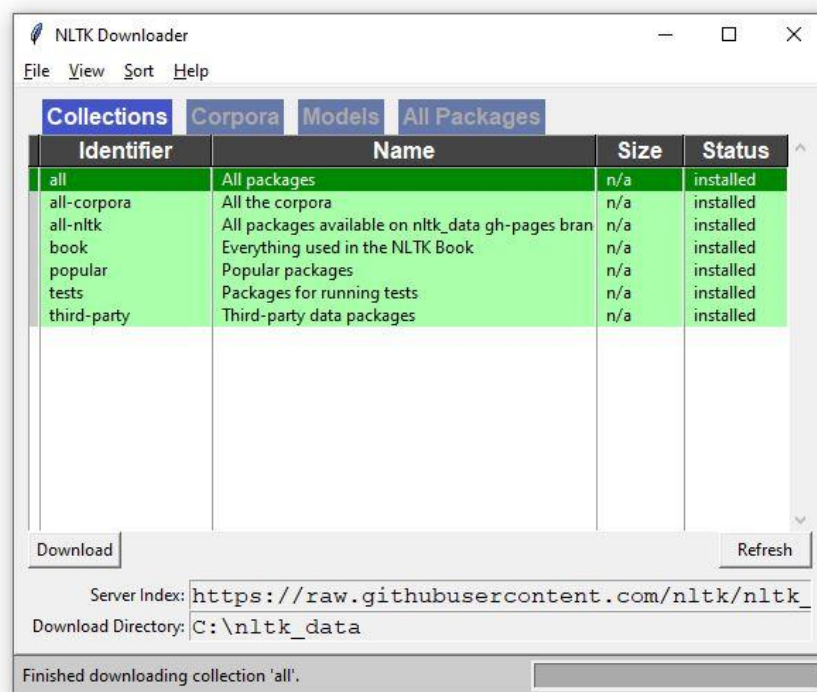 NLTK Downloader
File View Sort Help
Collections Corpora Models All Packages
Identifier Name Size Status
all All packages n/a installed
all-corpora All the corpora n/a installed
all-nltk All packages available on nltk_data gh-pages bran n/a installed
book Everything used in the NLTK Book n/a installed
popular Popular packages n/a installed
tests Packages for running tests n/a installed
third-party Third-party data packages n/a installed
Download Refresh
Server Index: https://raw.githubusercontent.com/nltk/nltk_
Download Directory: C:\nltk_data
Finished downloading collection 'all'.